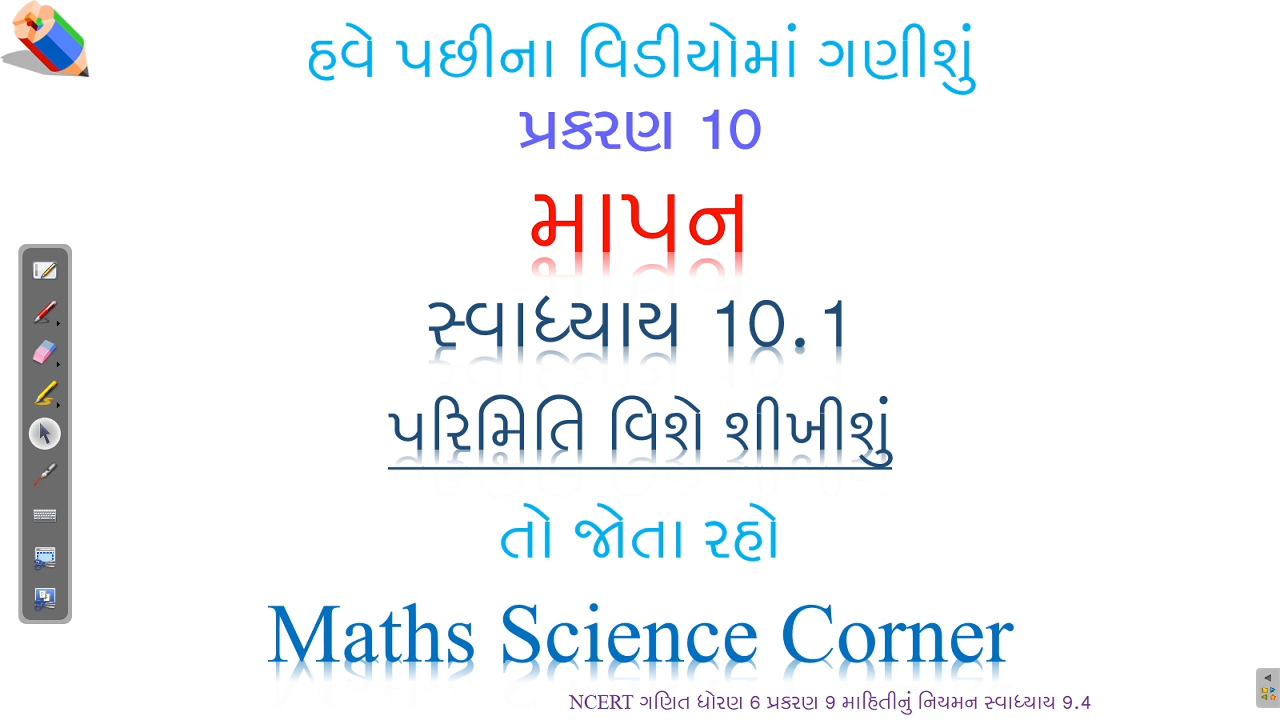 હવે પછીના વિડીયોમાં ગણીશું
પ્રકરણ 10
માપન
સ્વાધ્યાય 10.1
પરિમિતિ વિશે શીખીશું
તો જોતા રહો
Maths Science Corner
NCERT ગણિત ધોરણ 6 પ્રકરણ 9 માહિતીનું નિયમન સ્વાધ્યાય 9.4